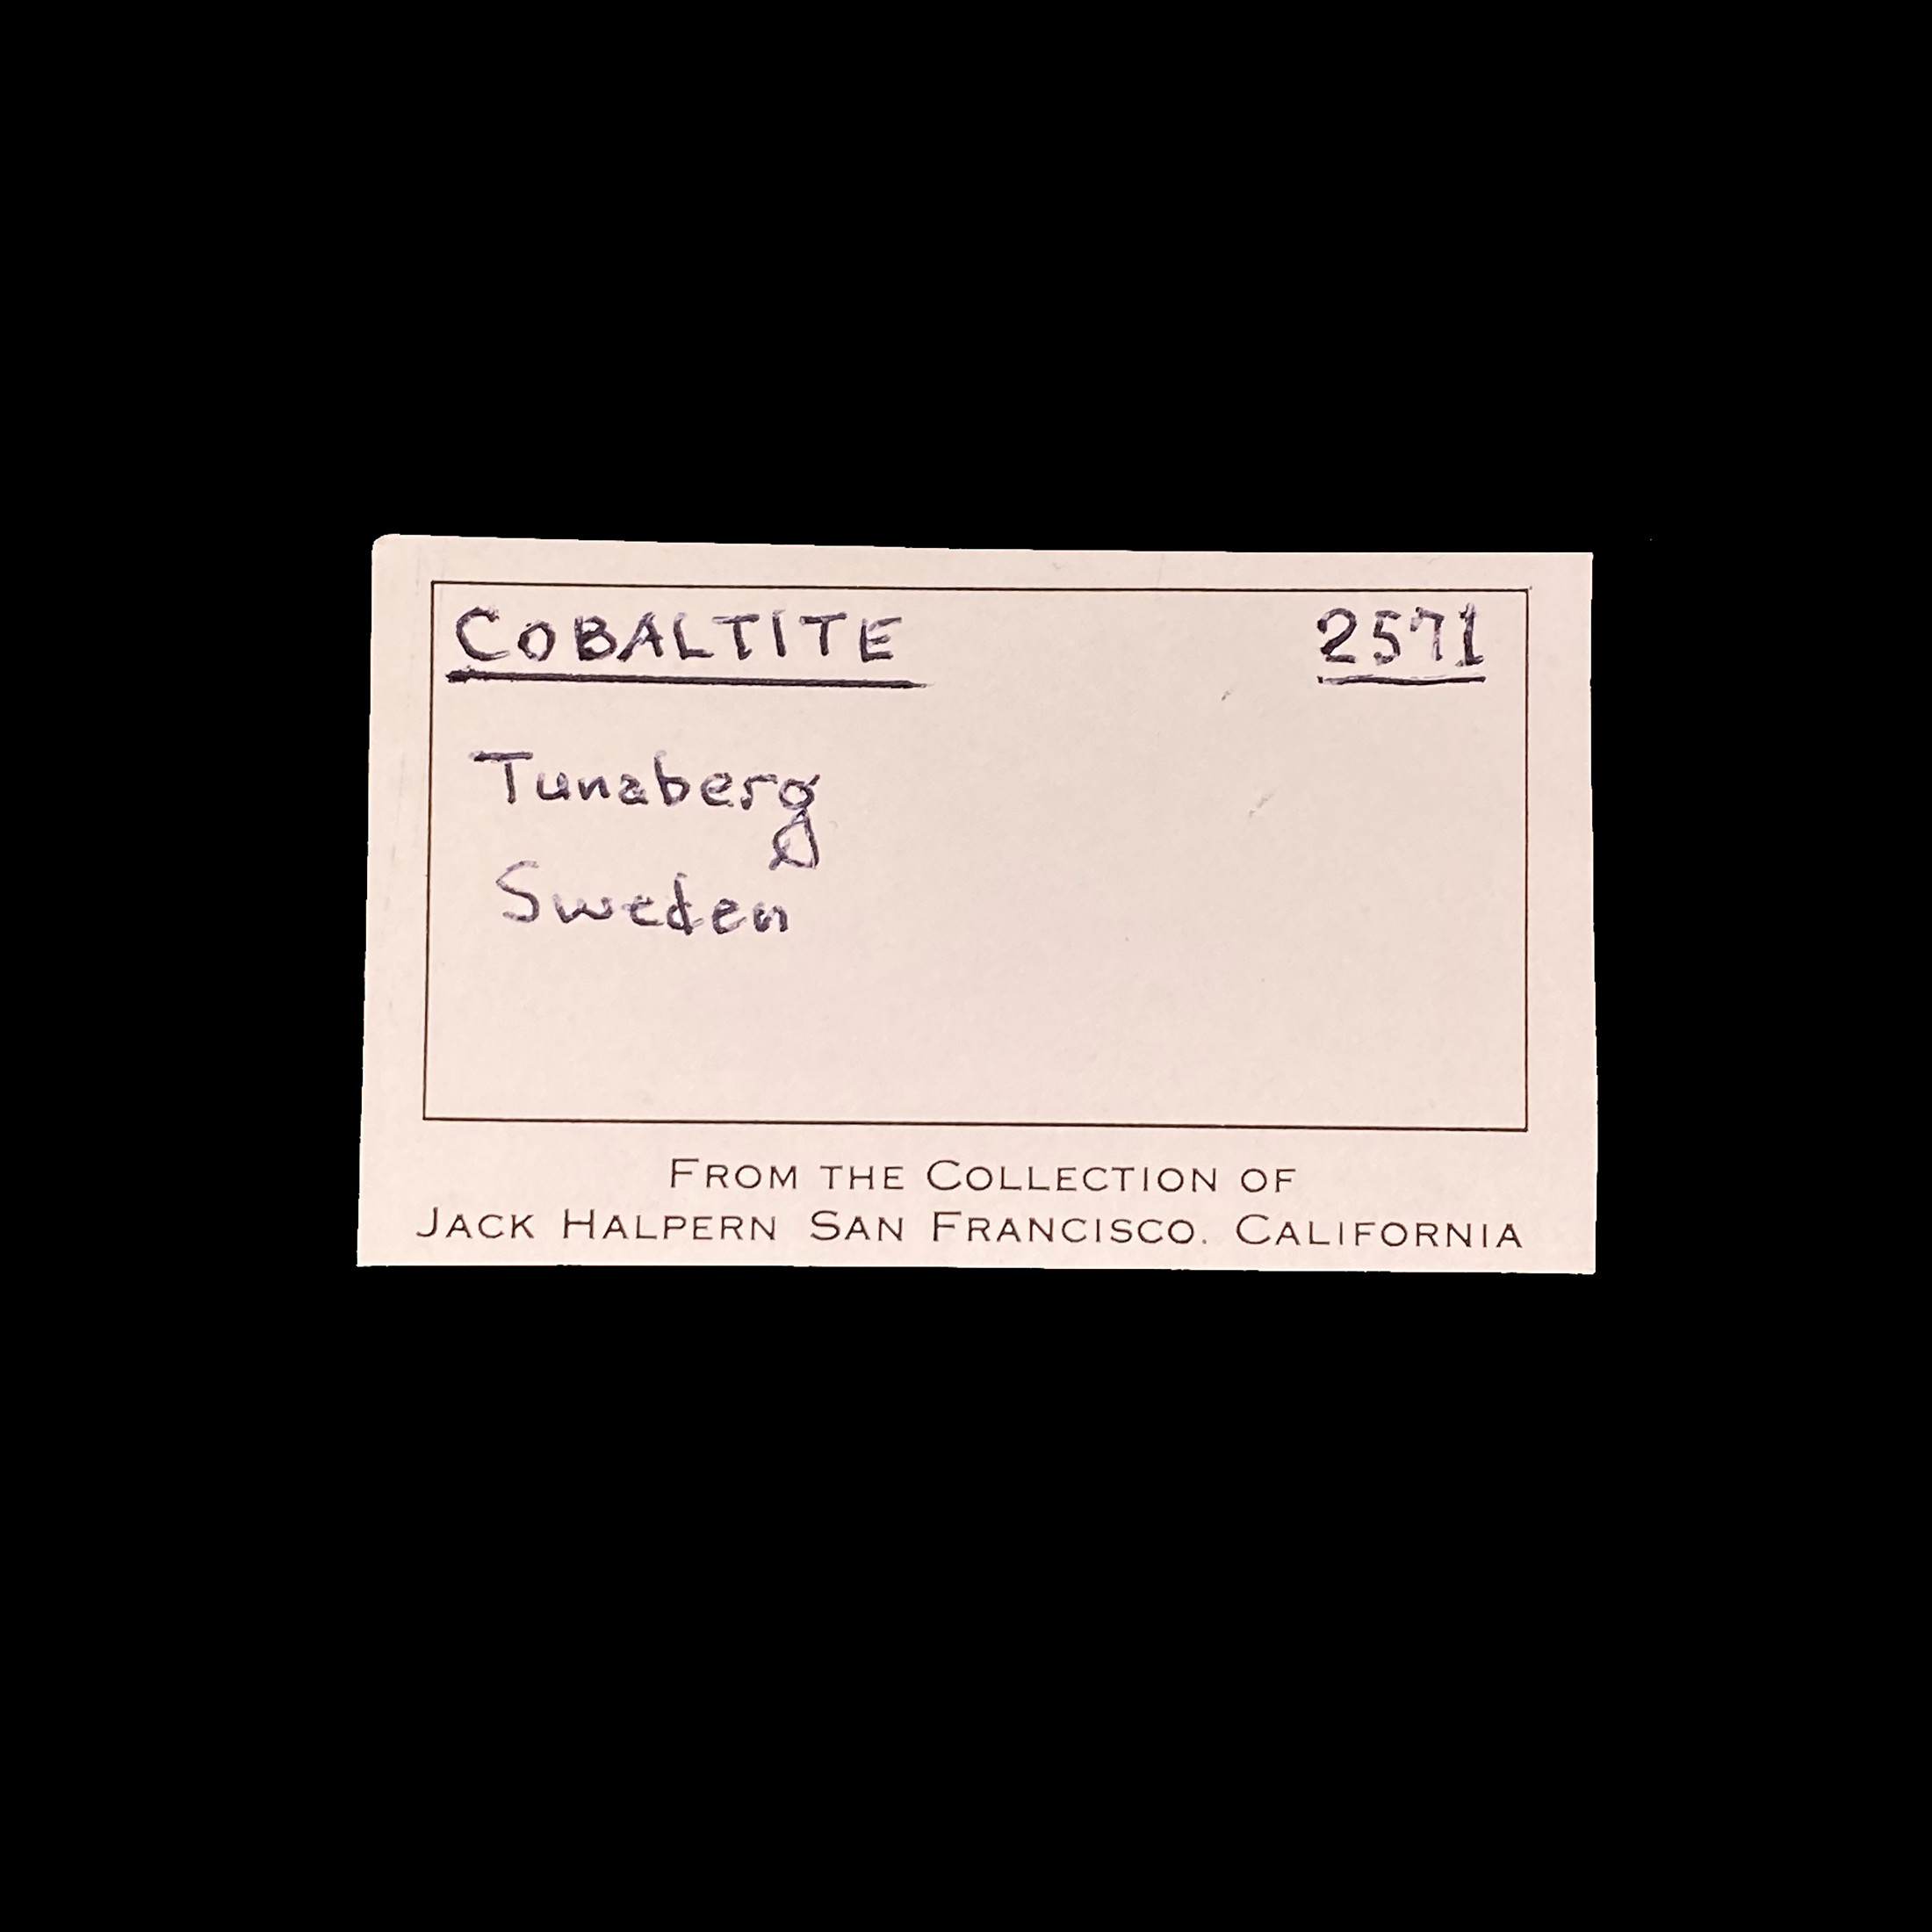 COBALTITE 2571
Tunaberg
Sweden
FROM THE COLLECTION OF
JACK HALPERN SAN FRANCISCO. CALIFORNIA